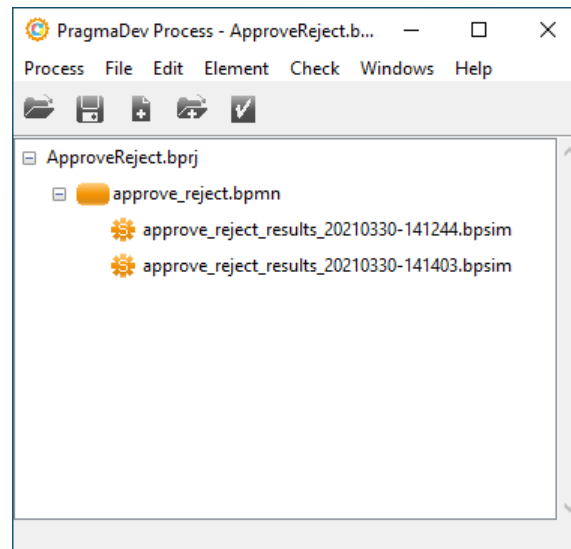 PragmaDev Process - ApproveReject.b...
Process File Edit Element Check Windows Help
ApproveReject.bprj
approve_reject.bpmn
approve_reject_results_20210330-141244.bpsim
approve_reject_results_20210330-141403.bpsim